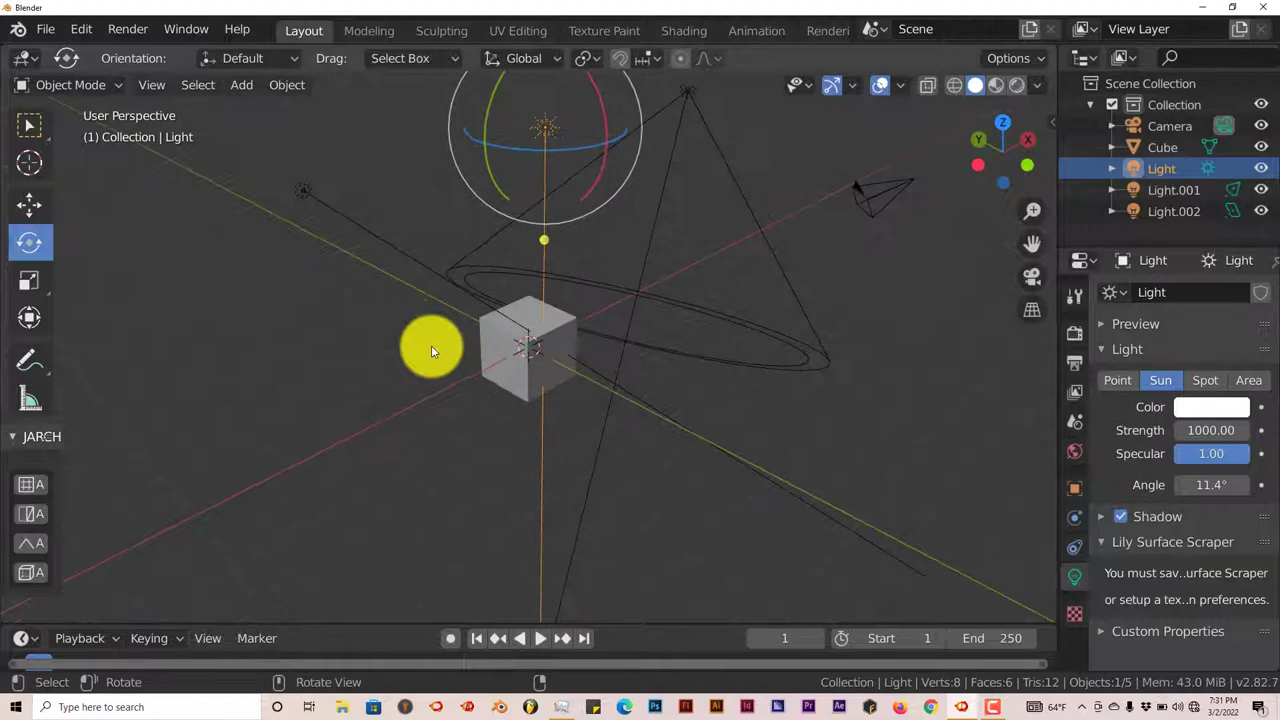 Blender
File Edit Render Window Help Layout Modeling Sculpting UV Editing Texture Paint Shading Animation Renderi Scene View Layer
Orientation: Default Drag: Select Box Global Options
Object Mode View Select Add Object
User Perspective
(1) Collection | Light
Z
Y X
JARCH
A
A
A
A
Scene Collection
Collection
Camera
Cube
Light
Light.001
Light.002
Light Light
Light
Preview
Light
Point Sun Spot Area
Color
Strength 1000.00
Specular 1.00
Angle 11.4°
Shadow
Lily Surface Scraper
You must sav..urface Scraper
or setup a tex..n preferences.
Custom Properties
Playback Keying View Marker 1 Start 1 End 250
Select Rotate Rotate View Collection | Light | Verts:8 | Faces:6 | Tris:12 | Objects:1/5 | Mem: 43.0 MiB | v2.82.7
Type here to search 64°F 7:31 PM
3/2/2022